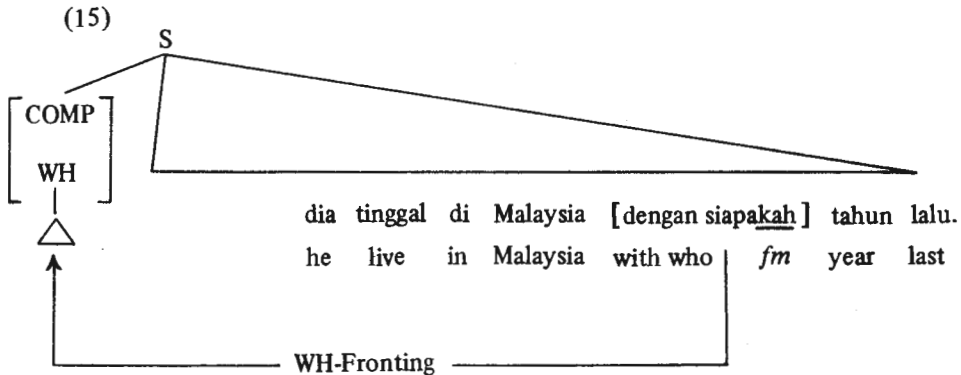 (15)
S
COMP
WH
dia tinggal di Malaysia [dengan siapakah] tahun lalu.
he live in Malaysia with who fm year last
WH-Fronting